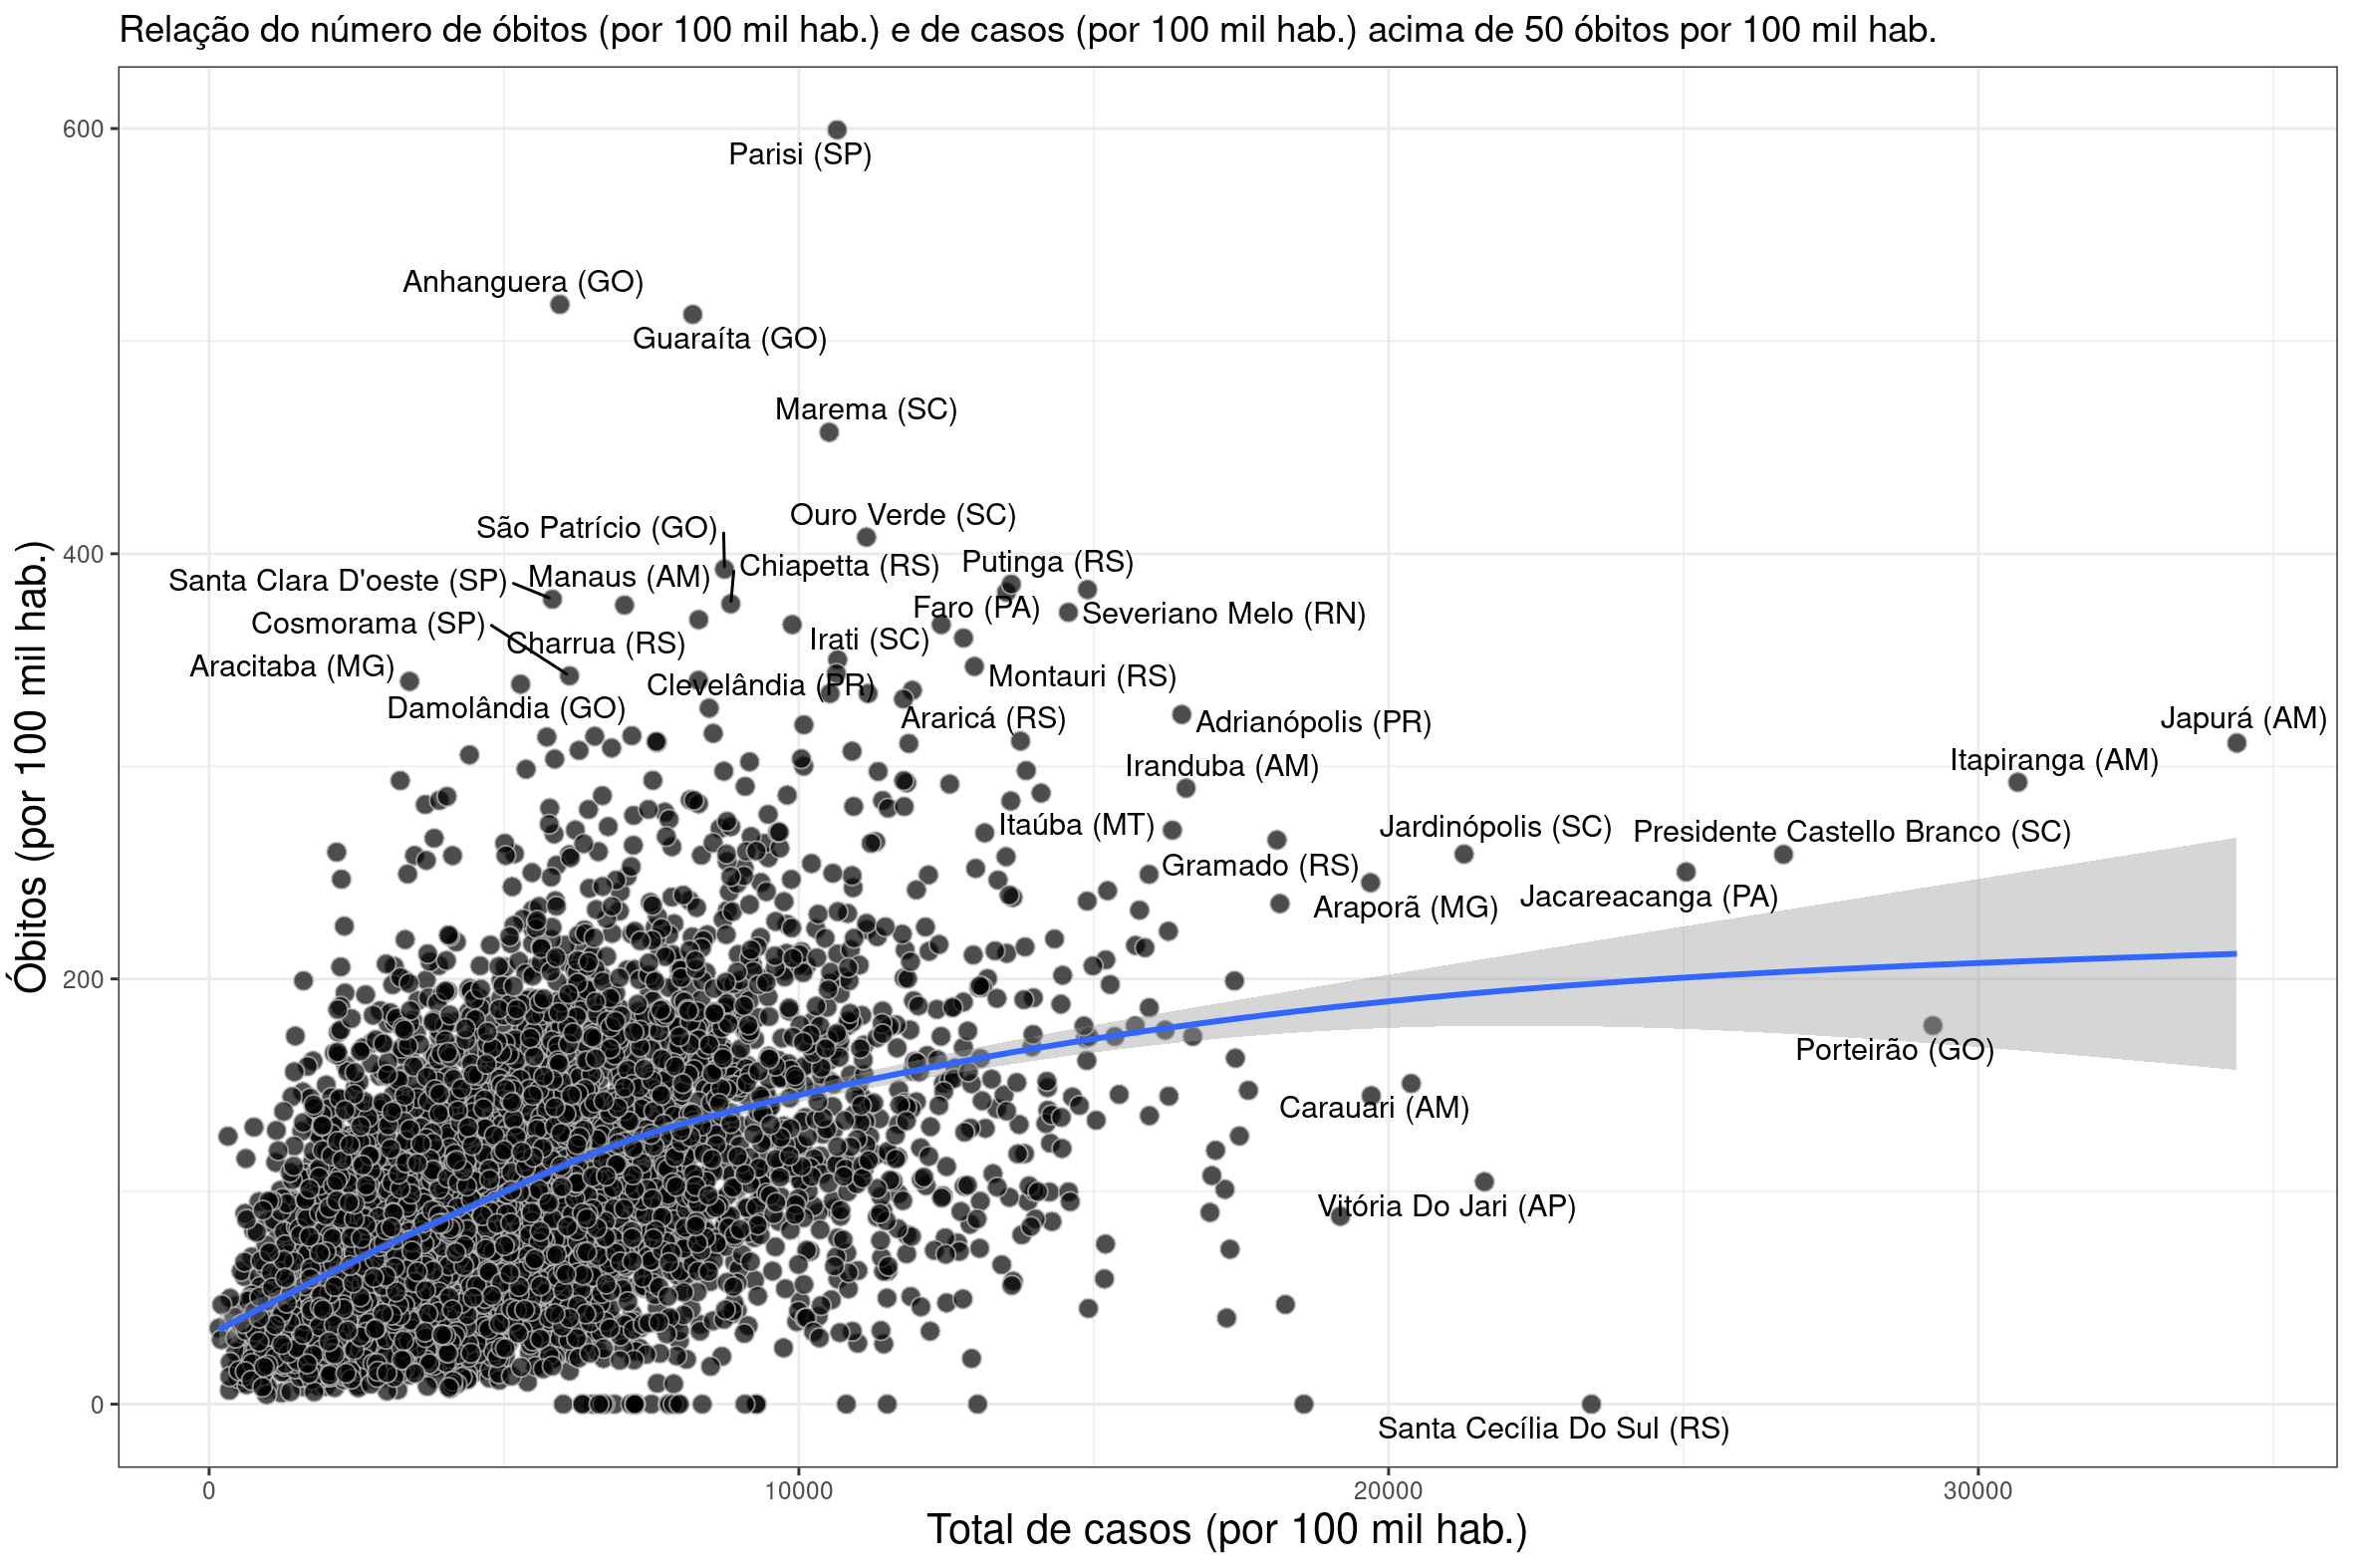 Relação do número de óbitos (por 100 mil hab.) e de casos (por 100 mil hab.) acima de 50 óbitos por 100 mil hab.
600
Parisi (SP)
Anhanguera (GO)
Guaraíta (GO)
Marema (SC)
Ouro Verde (SC)
São Patrício (GO)
400
Putinga (RS)
Chiapetta (RS)
Manaus (AM)
Santa Clara D'oeste (SP)
Faro (PA)
Severiano Melo (RN)
Cosmorama (SP)
Irati (SC)
Charrua (RS)
Aracitaba (MG)
Montauri (RS)
Clevelândia (PR)
Damolândia (GO)
Araricá (RS)
Japurá (AM)
Adrianópolis (PR)
Itapiranga (AM)
Iranduba (AM)
Itaúba (MT)
Jardinópolis (SC)
Presidente Castello Branco (SC)
Gramado (RS)
Jacareacanga (PA)
Araporã (MG)
Óbitos (por 100 mil hab.)
200
Porteirão (GO)
Carauari (AM)
Vitória Do Jari (AP)
0
Santa Cecília Do Sul (RS)
0
10000
20000
30000
Total de casos (por 100 mil hab.)